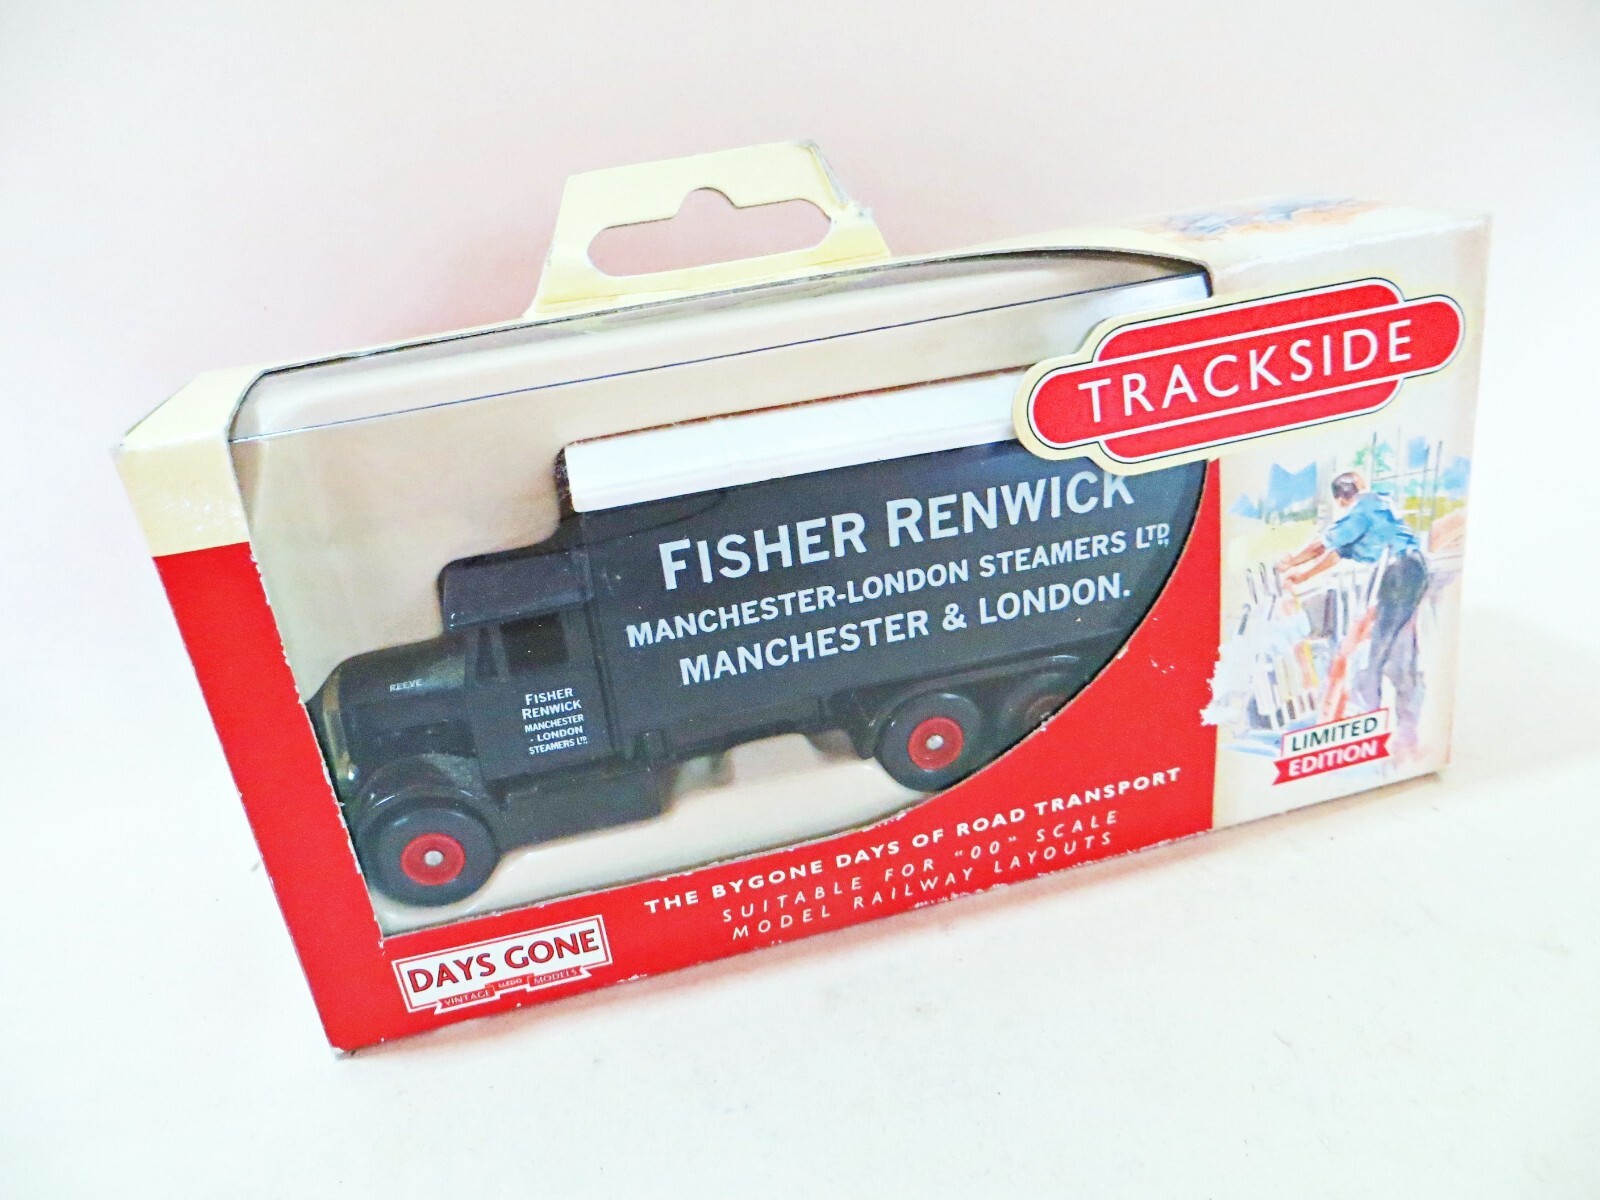 TRACKSIDE
FISHER RENWICK
MANCHESTER-LONDON STEAMERS LTD
MANCHESTER & LONDON.
REEVE
FISHER
RENWICK
MANCHESTER
- LONDON
STEAMERS LTD
LIMITED
EDITION
THE BYGONE DAYS OF ROAD TRANSPORT
SUITABLE FOR "00" SCALE
MODEL RAILWAY LAYOUTS
DAYS GONE
VINTAGE LLEDO MODELS